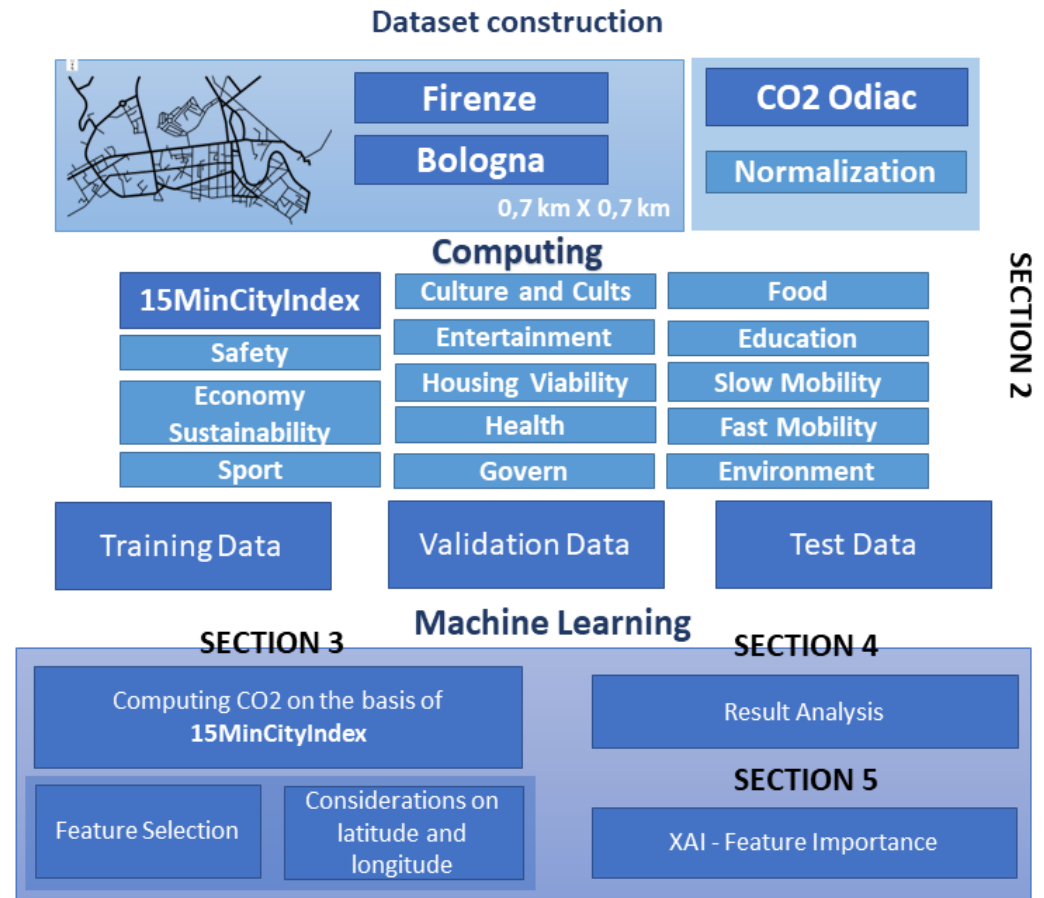 Dataset construction
Firenze
Bologna
0,7 km X 0,7 km
CO2 Odiac
Normalization
SECTION 2
Computing
15MinCityIndex
Safety
Economy
Sustainability
Sport
Culture and Cults
Entertainment
Housing Viability
Health
Govern
Food
Education
Slow Mobility
Fast Mobility
Environment
Training Data
Validation Data
Test Data
Machine Learning
SECTION 3
Computing CO2 on the basis of
15MinCityIndex
Feature Selection
Considerations on
latitude and
longitude
SECTION 4
Result Analysis
SECTION 5
XAI - Feature Importance